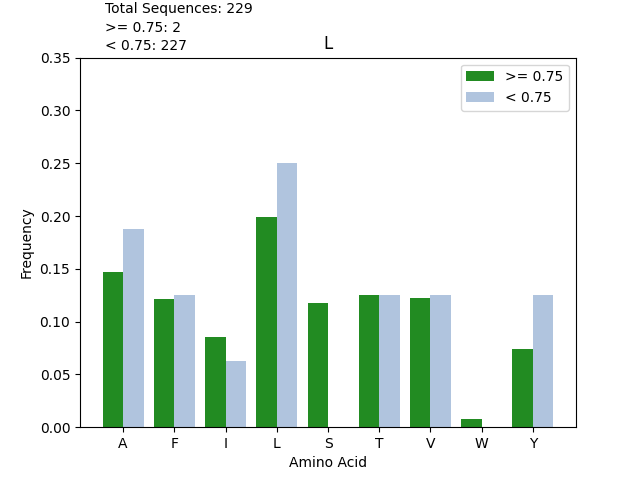 Total Sequences: 229
>= 0.75: 2
< 0.75: 227
L
0.35
0.30
0.25
0.20
0.15
0.10
0.05
0.00
Frequency
>= 0.75
< 0.75
A F I L S T V W Y
Amino Acid